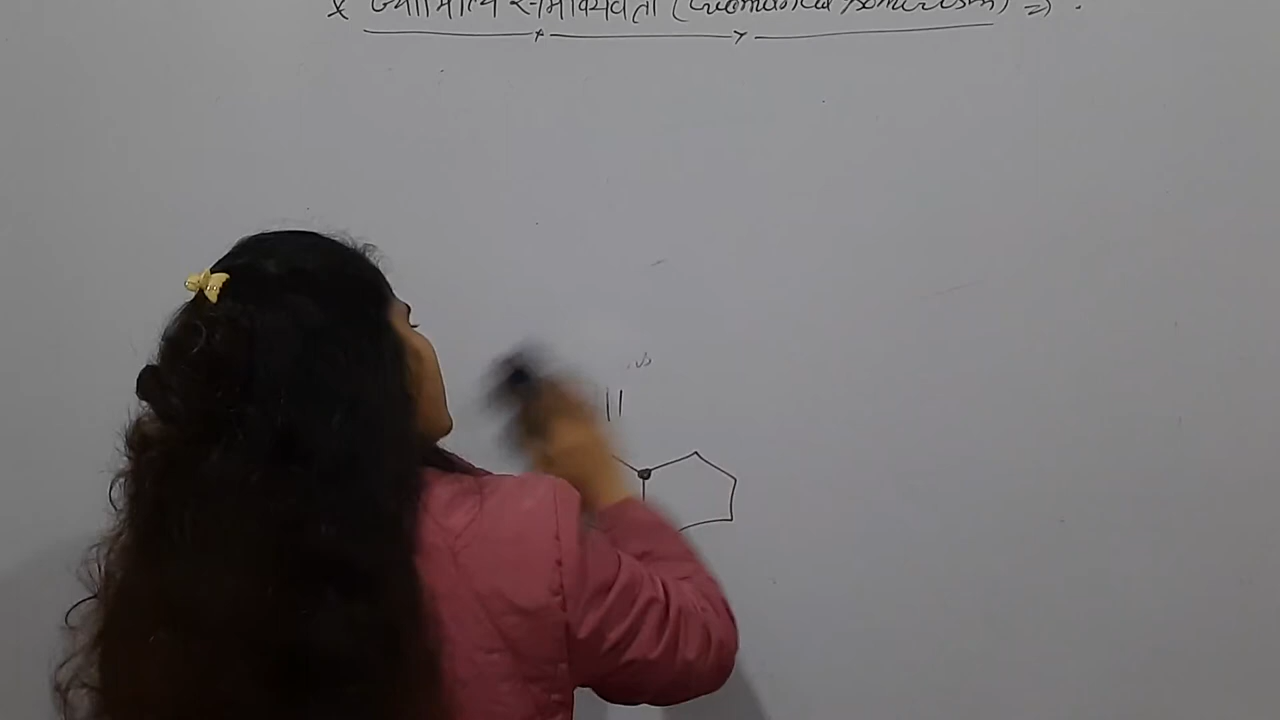 * ज्यामितीय समावयवता (Geometrical Isomerism) =>